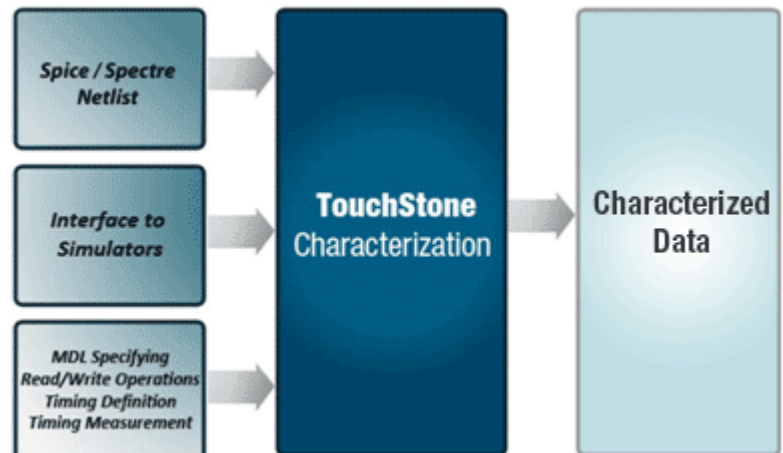 Spice / Spectre
Netlist
Interface to
Simulators
MDL Specifying
Read/Write Operations
Timing Definition
Timing Measurement
TouchStone
Characterization
Characterized
Data